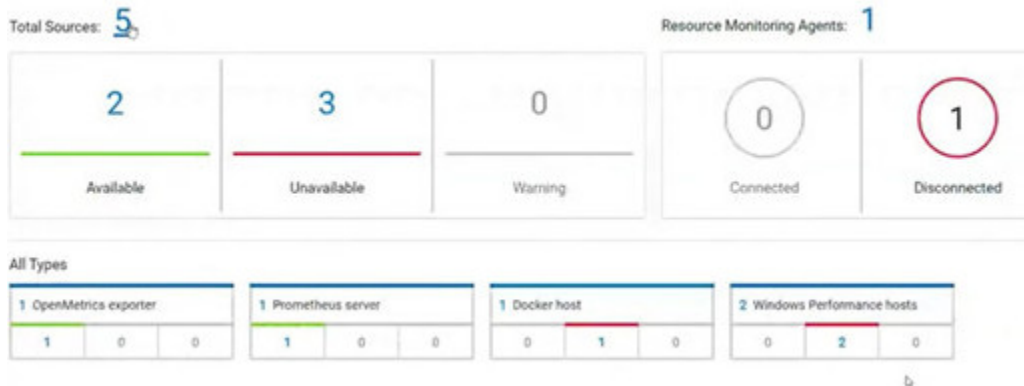 Total Sources: 5
Resource Monitoring Agents: 1
2 3 0
Available Unavailable Warning
0 1
Connected Disconnected
All Types
1 OpenMetrics exporter
1 0 0
1 Prometheus server
1 0 0
1 Docker host
0 1 0
2 Windows Performance hosts
0 2 0